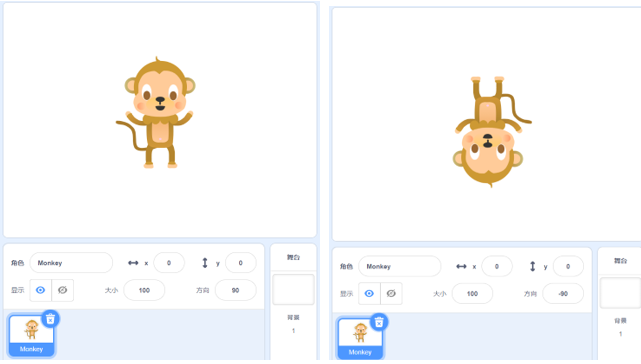 角色 Monkey x 0 y 0
显示 大小 100 方向 90
Monkey
舞台
背景
1
角色 Monkey x 0 y 0
显示 大小 100 方向 -90
Monkey
舞台
背景
1